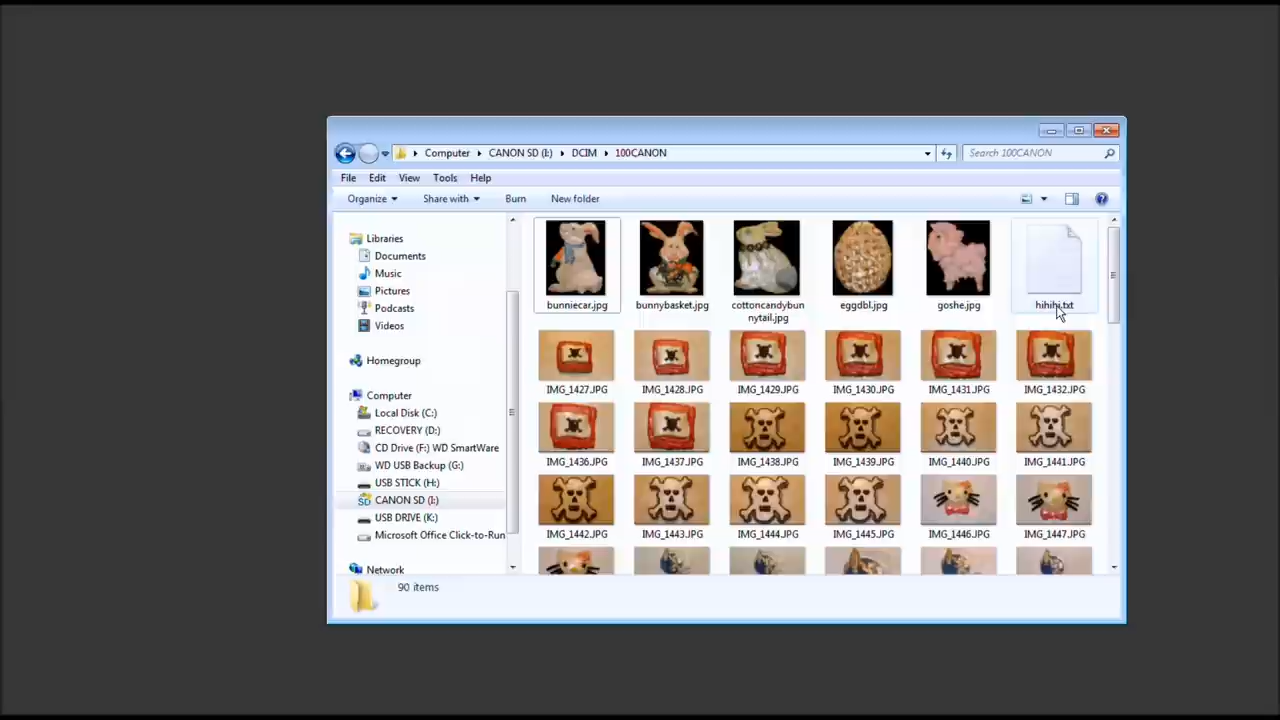 Computer ▸ CANON SD (I:) ▸ DCIM ▸ 100CANON
Search 100CANON
File Edit View Tools Help
Organize Share with Burn New folder
Libraries
Documents
Music
Pictures
Podcasts
Videos
Homegroup
Computer
Local Disk (C:)
RECOVERY (D:)
CD Drive (F:) WD SmartWare
WD USB Backup (G:)
USB STICK (H:)
CANON SD (I:)
USB DRIVE (K:)
Microsoft Office Click-to-Run
Network
bunniecar.jpg bunnybasket.jpg cottoncandybun eggdbl.jpg goshe.jpg hihihi.txt
nytail.jpg
IMG_1427.JPG IMG_1428.JPG IMG_1429.JPG IMG_1430.JPG IMG_1431.JPG IMG_1432.JPG
IMG_1436.JPG IMG_1437.JPG IMG_1438.JPG IMG_1439.JPG IMG_1440.JPG IMG_1441.JPG
IMG_1442.JPG IMG_1443.JPG IMG_1444.JPG IMG_1445.JPG IMG_1446.JPG IMG_1447.JPG
90 items